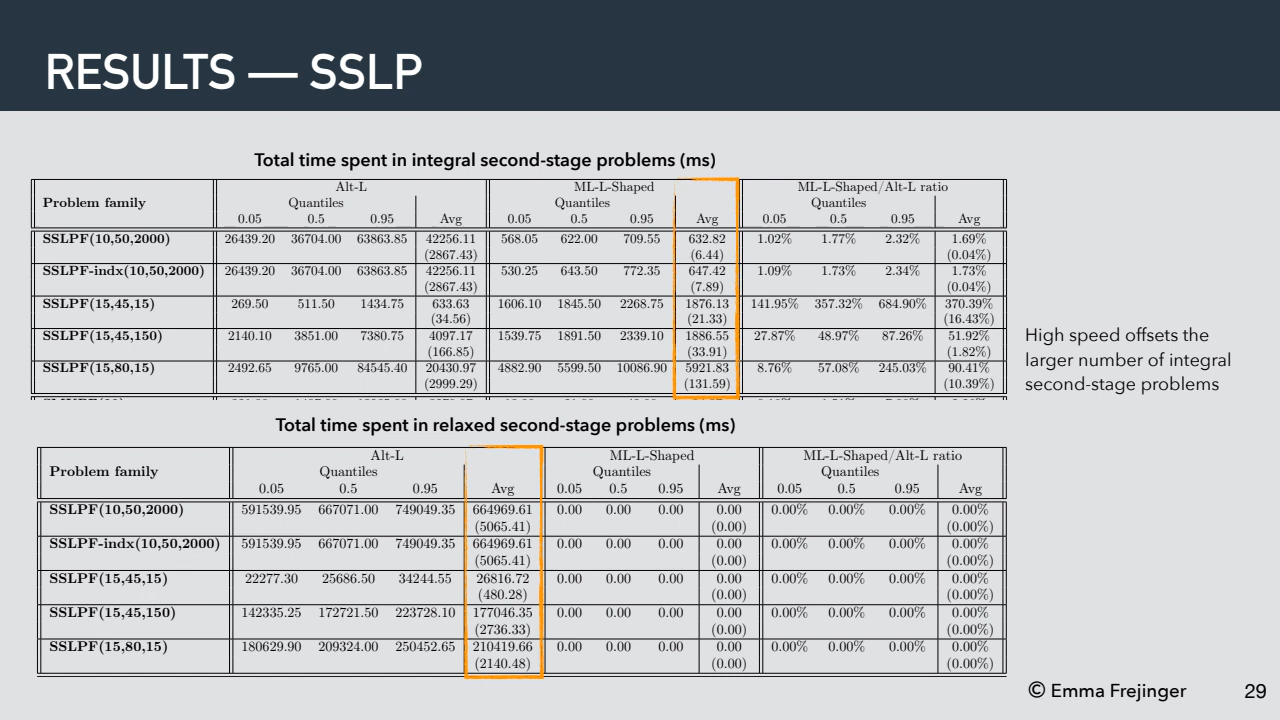 RESULTS — SSLP
Total time spent in integral second-stage problems (ms)
Alt-L ML-L-Shaped ML-L-Shaped/Alt-L ratio
Problem family Quantiles Quantiles Quantiles
0.05 0.5 0.95 Avg 0.05 0.5 0.95 Avg 0.05 0.5 0.95 Avg
SSLPF(10,50,2000) 26439.20 36704.00 63863.85 42256.11 568.05 622.00 709.55 632.82 1.02% 1.77% 2.32% 1.69%
(2867.43) (6.44) (0.04%)
SSLPF-indx(10,50,2000) 26439.20 36704.00 63863.85 42256.11 530.25 643.50 772.35 647.42 1.09% 1.73% 2.34% 1.73%
(2867.43) (7.89) (0.04%)
SSLPF(15,45,15) 269.50 511.50 1434.75 633.63 1606.10 1845.50 2268.75 1876.13 141.95% 357.32% 684.90% 370.39%
(34.56) (21.33) (16.43%)
SSLPF(15,45,150) 2140.10 3851.00 7380.75 4097.17 1539.75 1891.50 2339.10 1886.55 27.87% 48.97% 87.26% 51.92%
(166.85) (33.91) (1.82%)
SSLPF(15,80,15) 2492.65 9765.00 84545.40 20430.97 4882.90 5599.50 10086.90 5921.83 8.76% 57.08% 245.03% 90.41%
(2999.29) (131.59) (10.39%)
High speed offsets the
larger number of integral
second-stage problems
Total time spent in relaxed second-stage problems (ms)
Alt-L ML-L-Shaped ML-L-Shaped/Alt-L ratio
Problem family Quantiles Quantiles Quantiles
0.05 0.5 0.95 Avg 0.05 0.5 0.95 Avg 0.05 0.5 0.95 Avg
SSLPF(10,50,2000) 591539.95 667071.00 749049.35 664969.61 0.00 0.00 0.00 0.00 0.00% 0.00% 0.00% 0.00%
(5065.41) (0.00) (0.00%)
SSLPF-indx(10,50,2000) 591539.95 667071.00 749049.35 664969.61 0.00 0.00 0.00 0.00 0.00% 0.00% 0.00% 0.00%
(5065.41) (0.00) (0.00%)
SSLPF(15,45,15) 22277.30 25686.50 34244.55 26816.72 0.00 0.00 0.00 0.00 0.00% 0.00% 0.00% 0.00%
(480.28) (0.00) (0.00%)
SSLPF(15,45,150) 142335.25 172721.50 223728.10 177046.35 0.00 0.00 0.00 0.00 0.00% 0.00% 0.00% 0.00%
(2736.33) (0.00) (0.00%)
SSLPF(15,80,15) 180629.90 209324.00 250452.65 210419.66 0.00 0.00 0.00 0.00 0.00% 0.00% 0.00% 0.00%
(2140.48) (0.00) (0.00%)
© Emma Frejinger 29